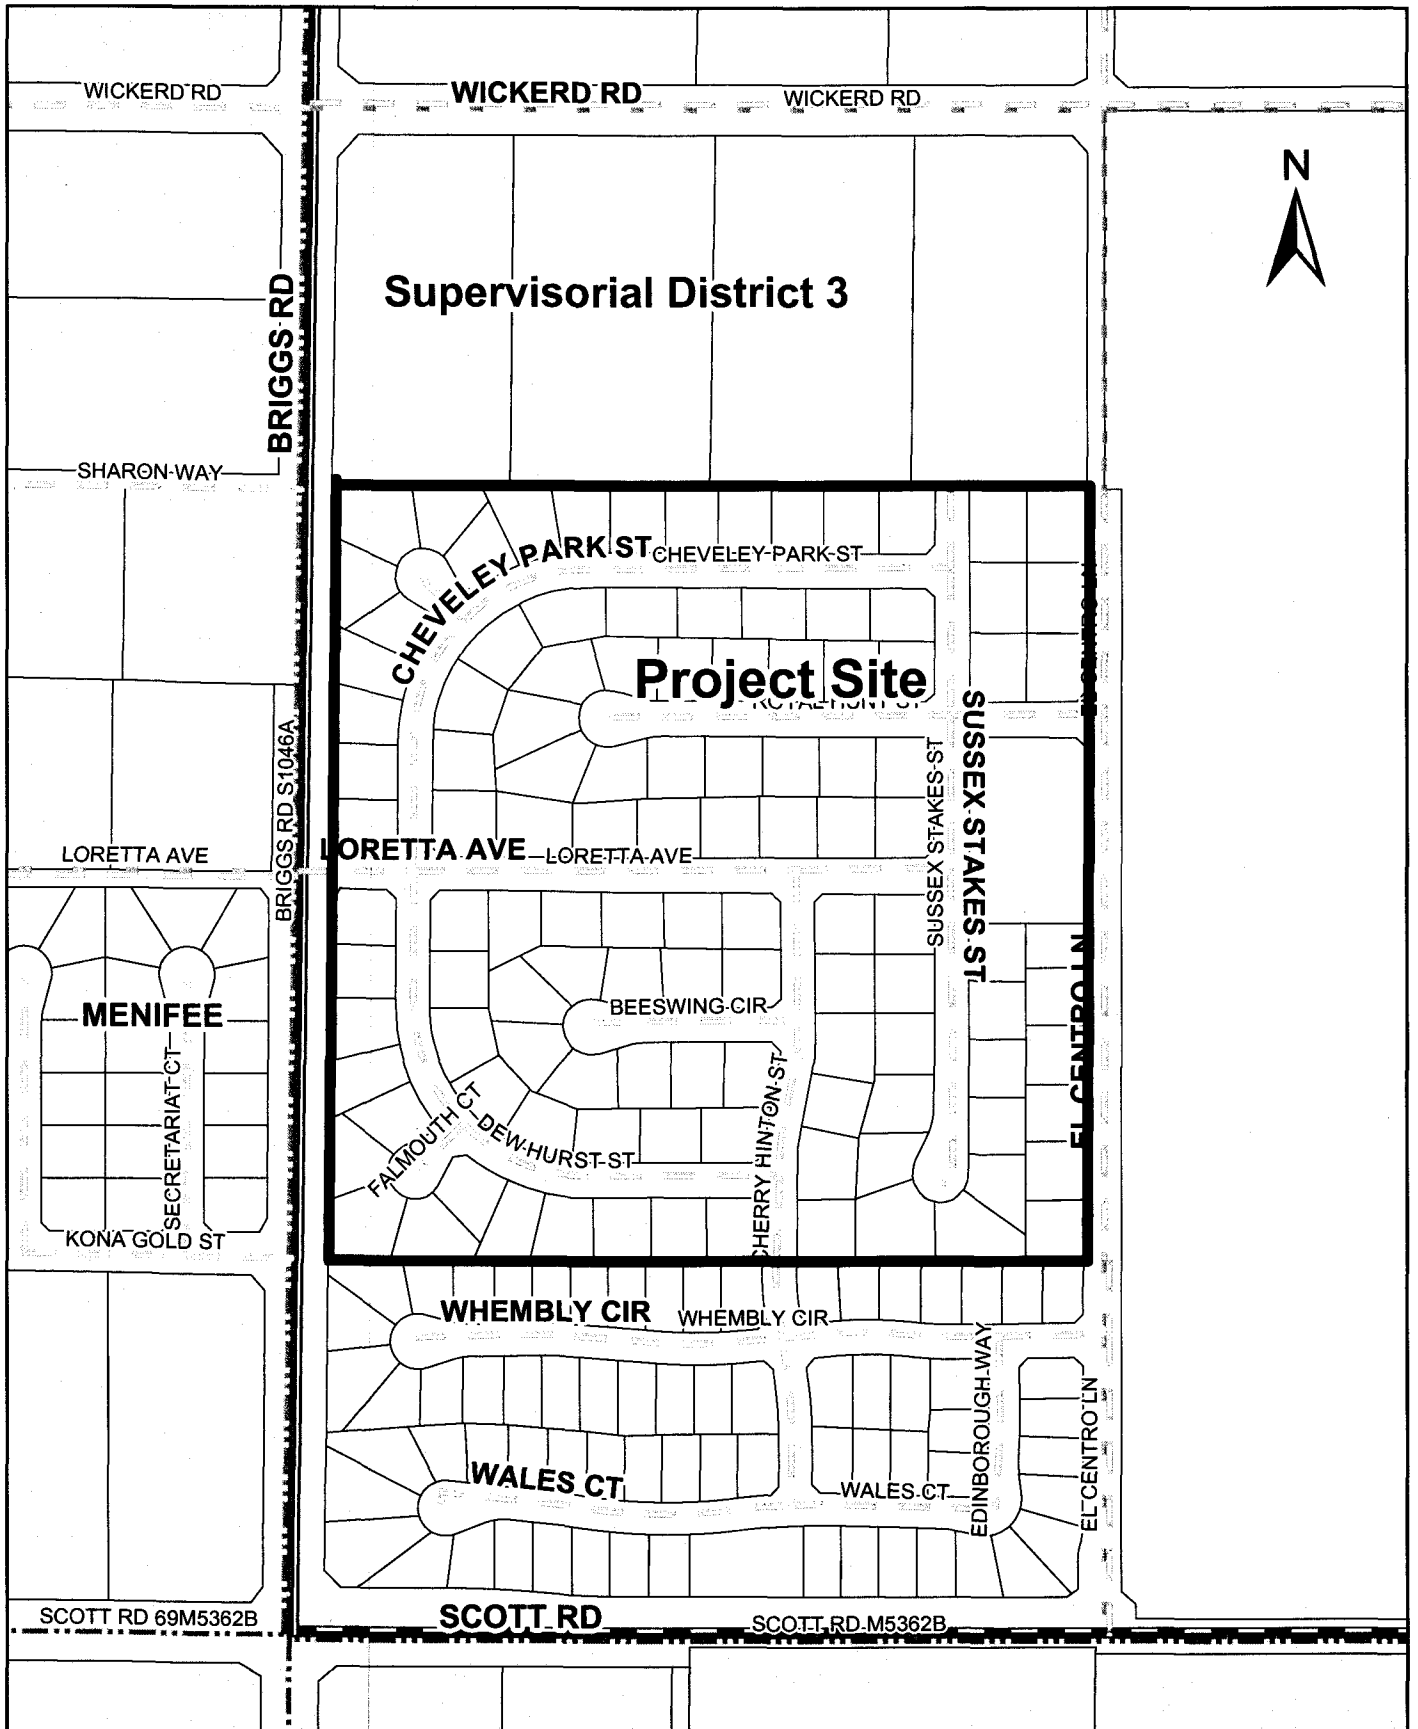 WICKERD RD
WICKERD RD
WICKERD RD
N
Supervisorial District 3
BRIGGS RD
SHARON WAY
CHEVELEY PARK ST
CHEVELEY PARK ST
Project Site
SUSSEX STAKES ST
SUSSEX STAKES ST
BRIGGS RD S1046A
LORETTA AVE
LORETTA AVE
LORETTA AVE
MENIFEE
BEESWING CIR
EL CENTRO LN
SECRETARIAT CT
FALMOUTH CT
DEW HURST ST
CHERRY HINTON ST
KONA GOLD ST
WHEMBLY CIR
WHEMBLY CIR
EDINBOROUGH WAY
EL CENTRO LN
WALES CT
WALES CT
SCOTT RD 69M5362B
SCOTT RD
SCOTT RD M5362B